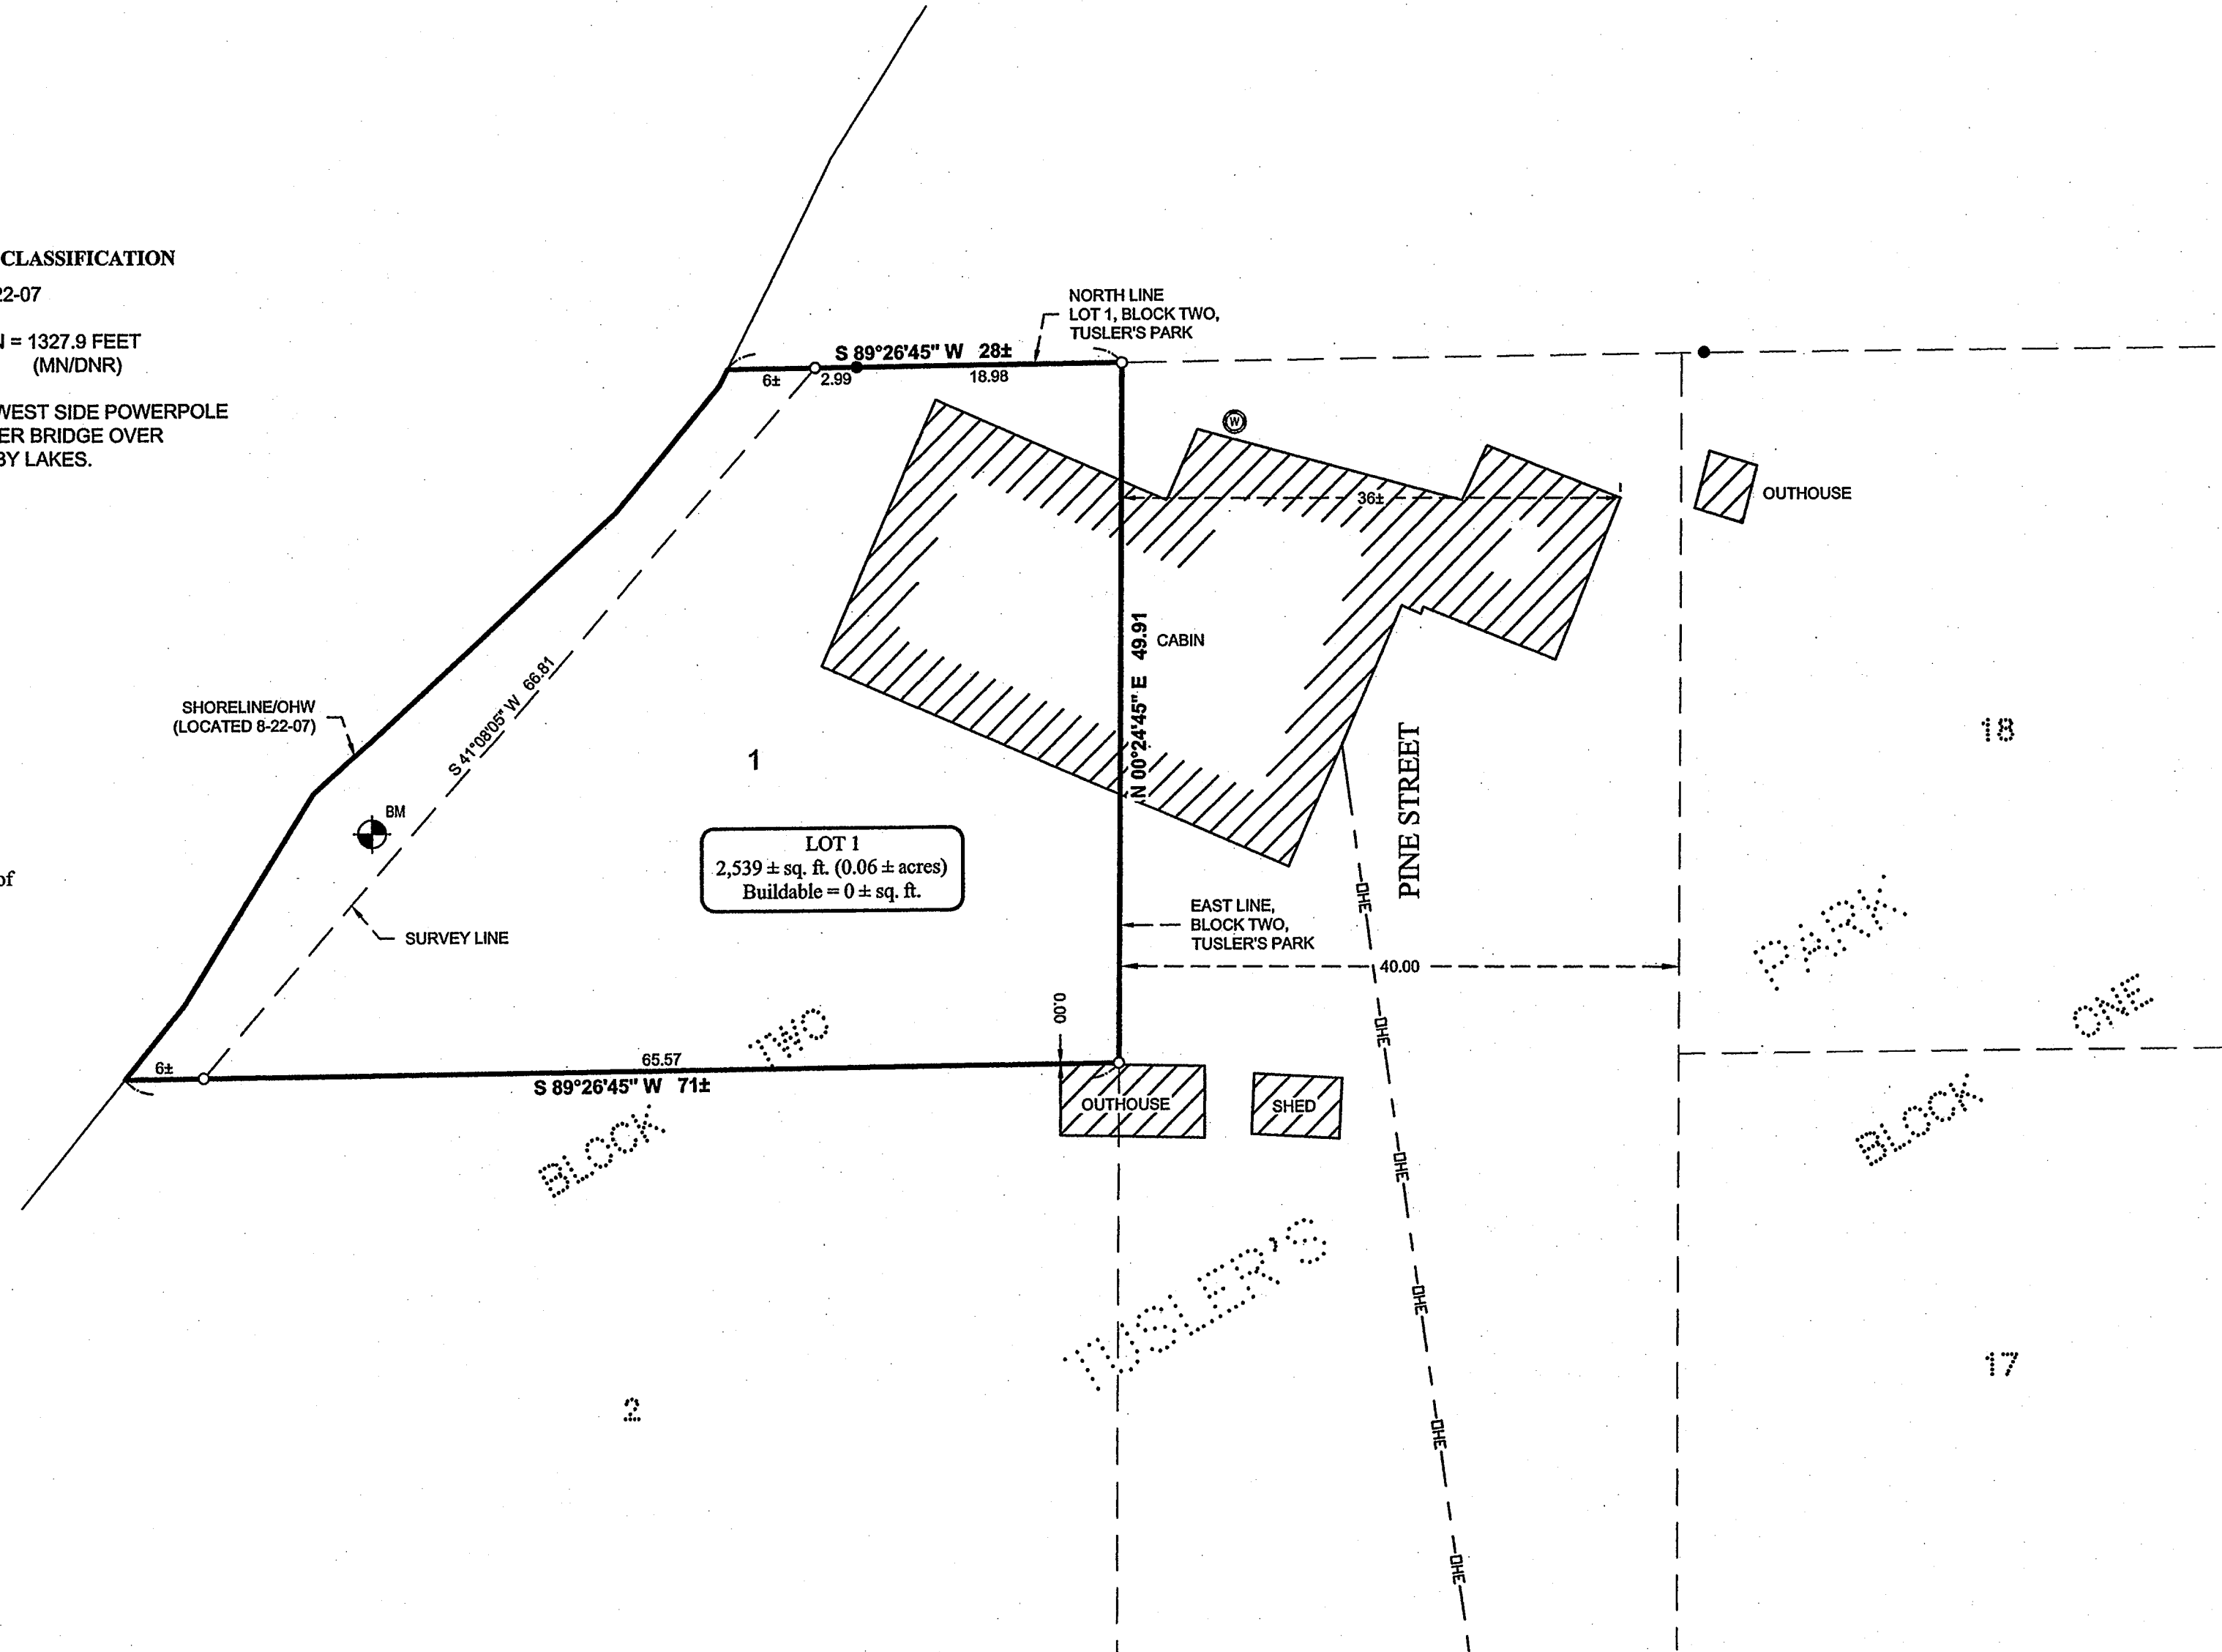 CLASSIFICATION
22-07
= 1327.9 FEET
(MN/DNR)
WEST SIDE POWERPOLE
ER BRIDGE OVER
BY LAKES.
of
NORTH LINE
LOT 1, BLOCK TWO,
TUSLER'S PARK
S 89°26'45" W 28±
6±
2.99
18.98
W
36±
OUTHOUSE
CABIN
N 00°24'45" E 49.91
SHORELINE/OHW
(LOCATED 8-22-07)
S 41°08'05" W 66.81
1
BM
LOT 1
2,539 ± sq. ft. (0.06 ± acres)
Buildable = 0 ± sq. ft.
SURVEY LINE
PINE STREET
18
EAST LINE,
BLOCK TWO,
TUSLER'S PARK
40.00
PARK
ONE
BLOCK
0.00
TWO
6±
65.57
S 89°26'45" W 71±
BLOCK
OUTHOUSE
SHED
OHE
OHE
OHE
OHE
OHE
OHE
TUSLER'S
2
17